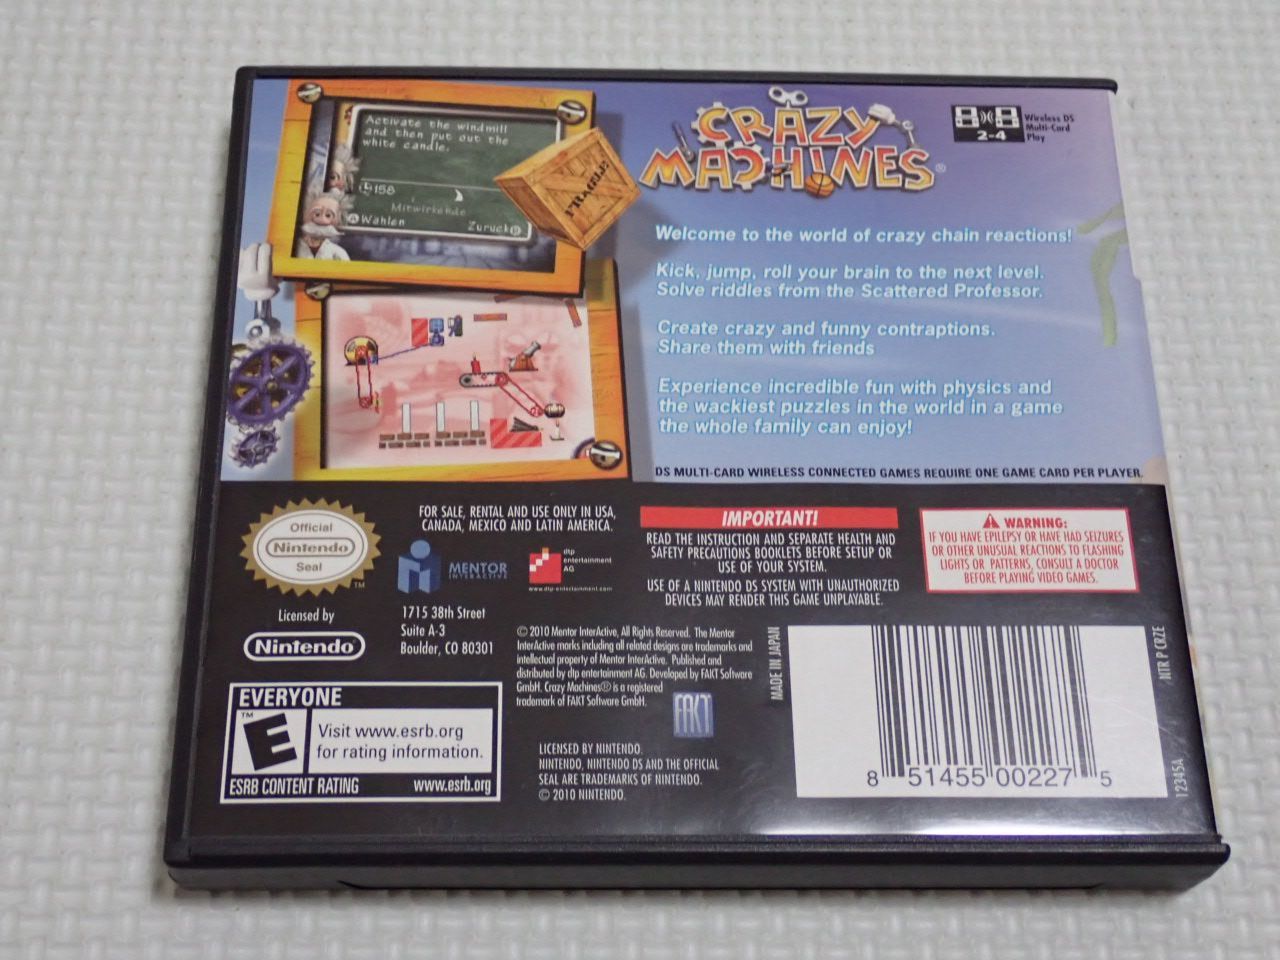 Activate the windmill
and then put out the
white candle.
158
Mitwirkende
Wählen
Zurück
FRAGILE
CRAZY
MACHINES®
2-4
Wireless DS
Multi-Card
Play
Welcome to the world of crazy chain reactions!
Kick, jump, roll your brain to the next level.
Solve riddles from the Scattered Professor.
Create crazy and funny contraptions.
Share them with friends
Experience incredible fun with physics and
the wackiest puzzles in the world in a game
the whole family can enjoy!
DS MULTI-CARD WIRELESS CONNECTED GAMES REQUIRE ONE GAME CARD PER PLAYER.
Official
Nintendo
Seal
TM
Licensed by
Nintendo
FOR SALE, RENTAL AND USE ONLY IN USA,
CANADA, MEXICO AND LATIN AMERICA.
MENTOR
INTERACTIVE
dtp
entertainment
AG
www.dtp-entertainment.com
1715 38th Street
Suite A-3
Boulder, CO 80301
IMPORTANT!
READ THE INSTRUCTION AND SEPARATE HEALTH AND
SAFETY PRECAUTIONS BOOKLETS BEFORE SETUP OR
USE OF YOUR SYSTEM.
USE OF A NINTENDO DS SYSTEM WITH UNAUTHORIZED
DEVICES MAY RENDER THIS GAME UNPLAYABLE.
WARNING:
IF YOU HAVE EPILEPSY OR HAVE HAD SEIZURES
OR OTHER UNUSUAL REACTIONS TO FLASHING
LIGHTS OR PATTERNS, CONSULT A DOCTOR
BEFORE PLAYING VIDEO GAMES.
© 2010 Mentor InterActive, All Rights Reserved. The Mentor
InterActive marks including all related designs are trademarks and
intellectual property of Mentor InterActive. Published and
distributed by dtp entertainment AG. Developed by FAKT Software
GmbH. Crazy Machines® is a registered
trademark of FAKT Software GmbH.
FAKT
LICENSED BY NINTENDO.
NINTENDO, NINTENDO DS AND THE OFFICIAL
SEAL ARE TRADEMARKS OF NINTENDO.
© 2010 NINTENDO.
EVERYONE
TM
E
Visit www.esrb.org
for rating information.
ESRB CONTENT RATING www.esrb.org
MADE IN JAPAN
8 51455 00227 5
NTR P CRZE
12345A